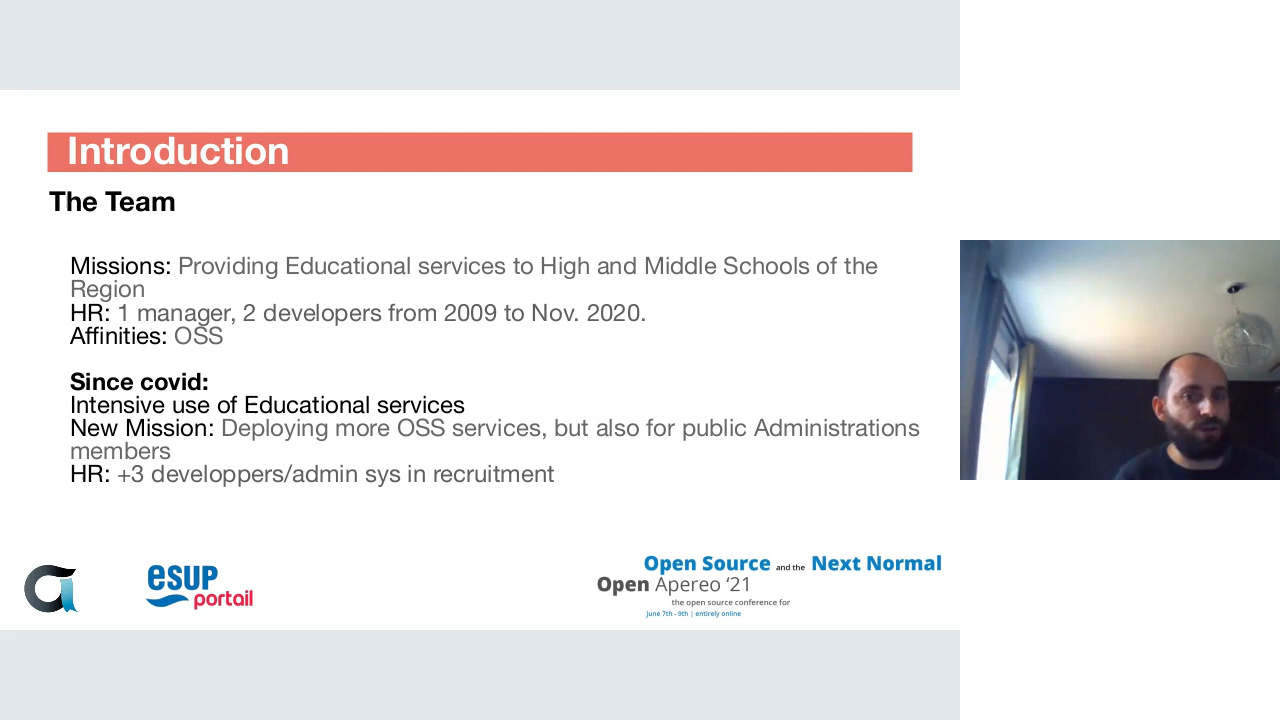 Introduction
The Team
Missions: Providing Educational services to High and Middle Schools of the
Region
HR: 1 manager, 2 developers from 2009 to Nov. 2020.
Affinities: OSS
Since covid:
Intensive use of Educational services
New Mission: Deploying more OSS services, but also for public Administrations
members
HR: +3 developpers/admin sys in recruitment
esup
portail
Open Source and the Next Normal
Open Apereo ‘21
the open source conference for
june 7th - 9th | entirely online